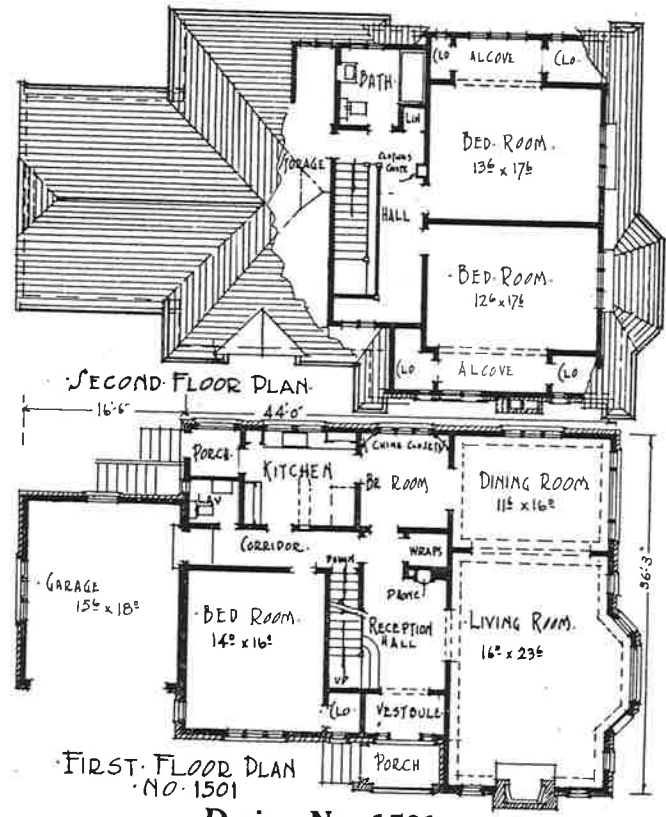 CLO
ALCOVE
CLO.
BATH.
LIN
STORAGE
CLOTHES
CHUTE
BED ROOM.
13⁶ x 17⁶
HALL
BED ROOM.
12⁶ x 17⁶
CLO
ALCOVE
CLO
·SECOND·FLOOR PLAN·
16'-6"
44'-0"
PORCH
KITCHEN
CHINA CLOSETS
BR ROOM
DINING ROOM
11⁶ x 16⁰
LAV
CORRIDOR.
WRAPS
DOWN
PHONE
36'-3"
GARAGE
15⁶ x 18⁰
BED ROOM.
14⁰ x 16⁰
RECEPTION
HALL
LIVING ROOM.
16⁰ x 23⁶
UP
CLO.
VESTBULE
PORCH
·FIRST·FLOOR PLAN
·NO·1501